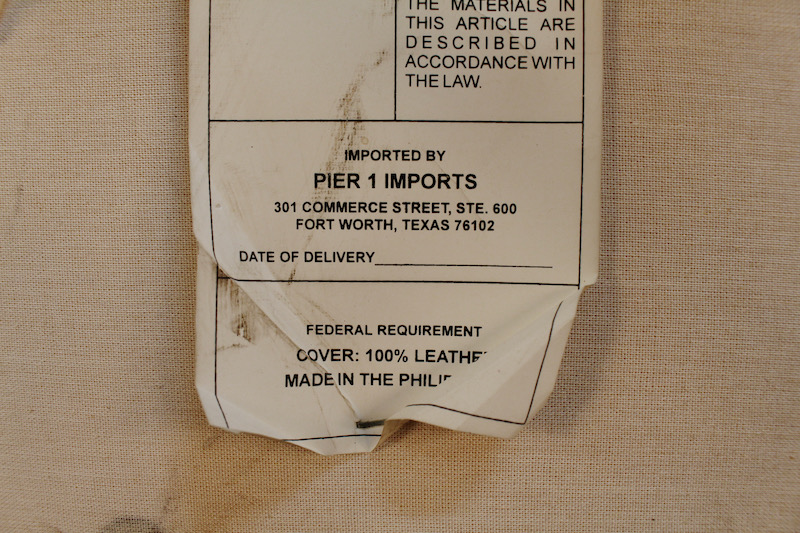 THE MATERIALS IN
THIS ARTICLE ARE
DESCRIBED IN
ACCORDANCE WITH
THE LAW.
IMPORTED BY
PIER 1 IMPORTS
301 COMMERCE STREET, STE. 600
FORT WORTH, TEXAS 76102
DATE OF DELIVERY
FEDERAL REQUIREMENT
COVER: 100%
MADE IN THE